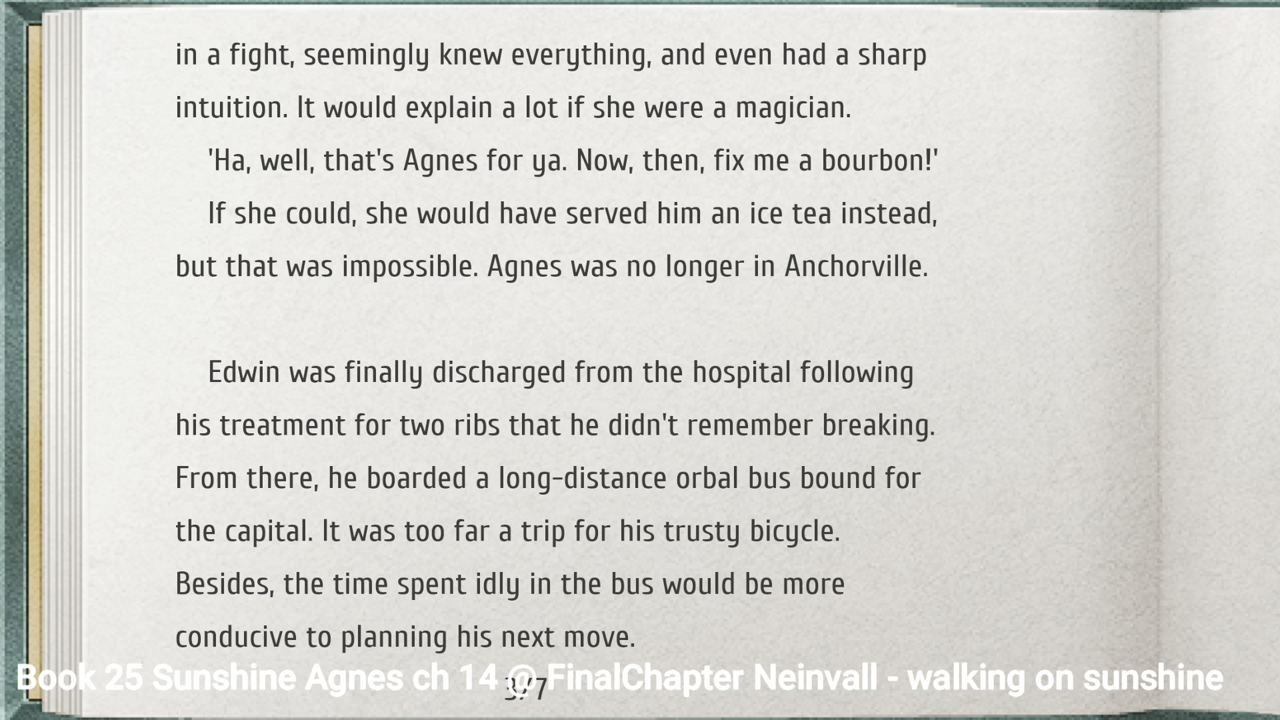 in a fight, seemingly knew everything, and even had a sharp
intuition. It would explain a lot if she were a magician.
'Ha, well, that's Agnes for ya. Now, then, fix me a bourbon!'
If she could, she would have served him an ice tea instead,
but that was impossible. Agnes was no longer in Anchorville.
Edwin was finally discharged from the hospital following
his treatment for two ribs that he didn't remember breaking.
From there, he boarded a long-distance orbal bus bound for
the capital. It was too far a trip for his trusty bicycle.
Besides, the time spent idly in the bus would be more
conducive to planning his next move.
Book 25 Sunshine Agnes ch 14 @ FinalChapter Neinvall - walking on sunshine
3/7